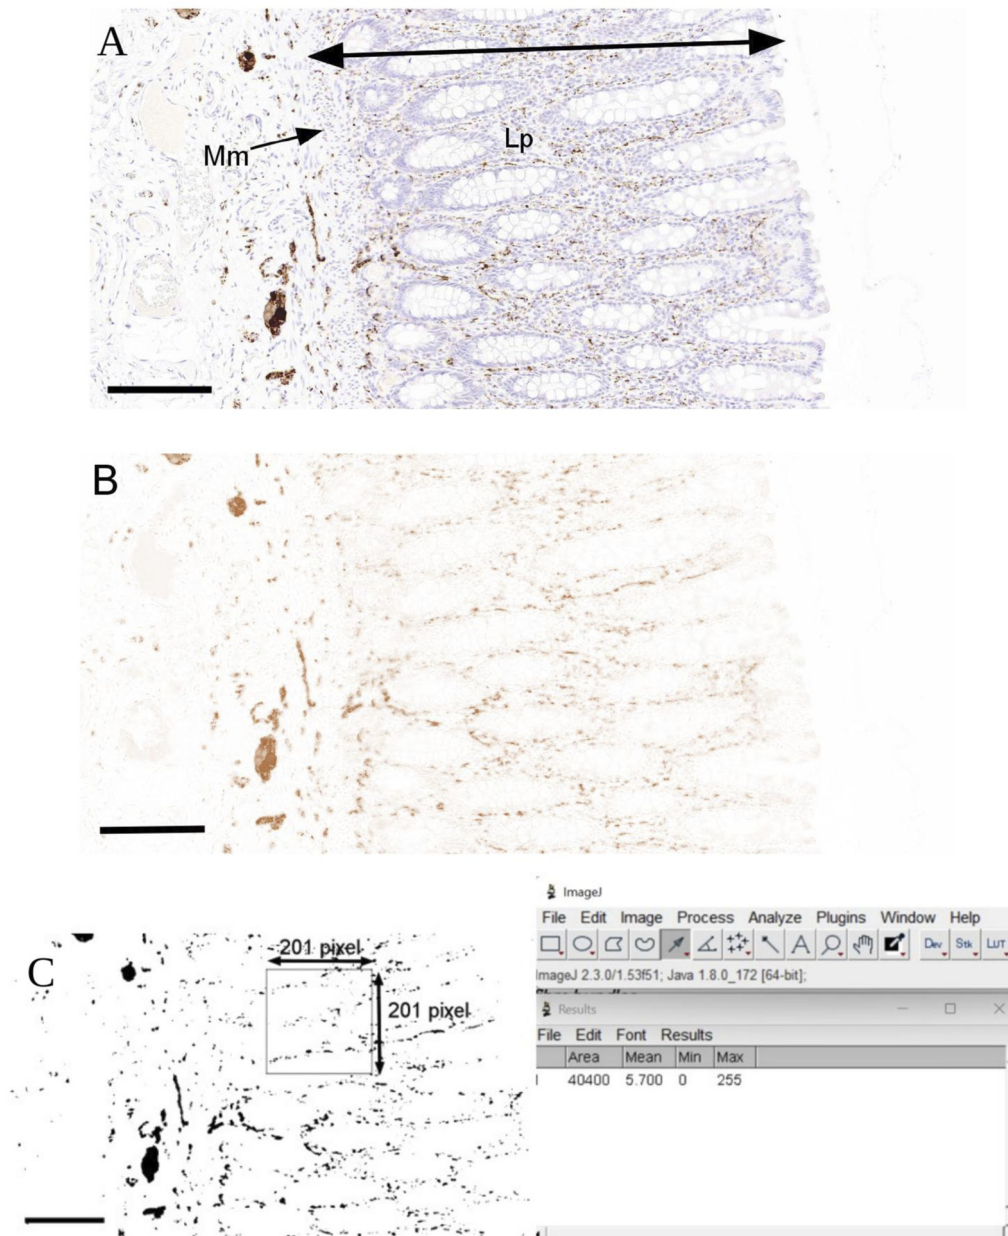 A
Mm
Lp
B
C
201 pixel
201 pixel
ImageJ
File Edit Image Process Analyze Plugins Window Help
Dev Stk LUT
ImageJ 2.3.0/1.53f51; Java 1.8.0_172 [64-bit];
Results
File Edit Font Results
Area Mean Min Max
40400 5.700 0 255